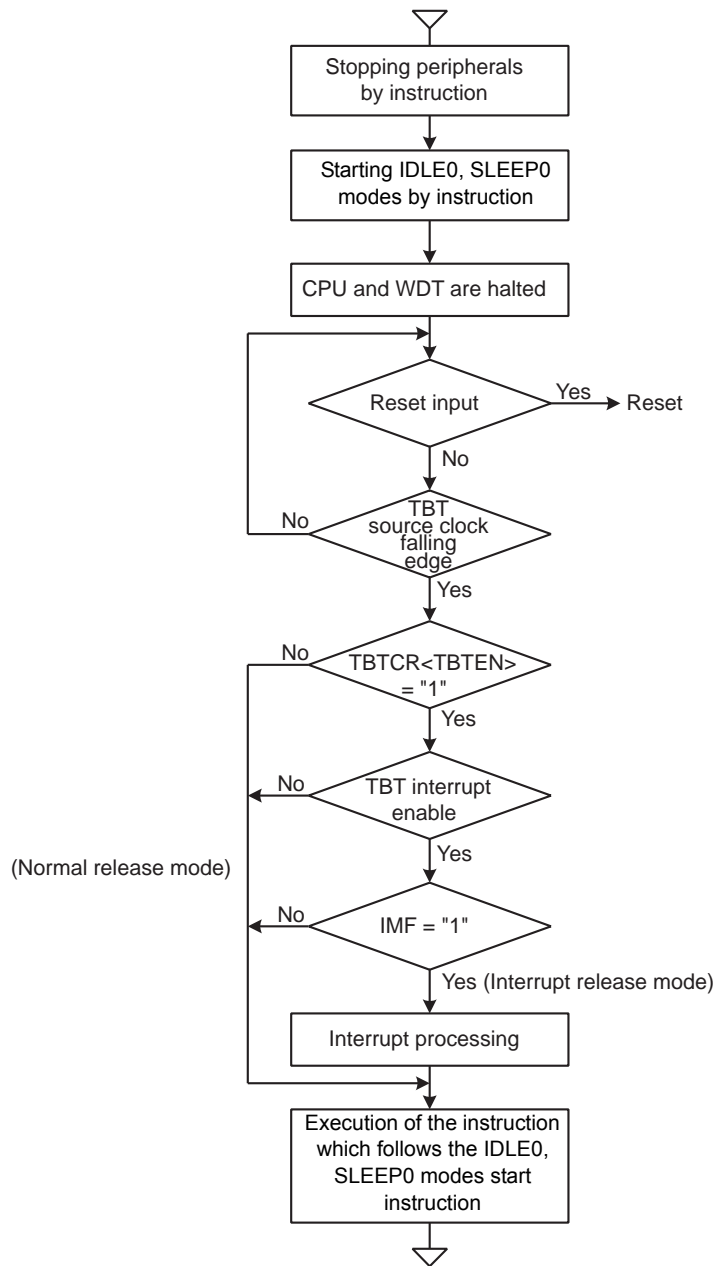 Stopping peripherals
by instruction
Starting IDLE0, SLEEP0
modes by instruction
CPU and WDT are halted
Reset input
Yes
Reset
No
TBT
source clock
falling
edge
No
Yes
TBTCR<TBTEN>
= "1"
No
Yes
TBT interrupt
enable
No
Yes
(Normal release mode)
IMF = "1"
No
Yes (Interrupt release mode)
Interrupt processing
Execution of the instruction
which follows the IDLE0,
SLEEP0 modes start
instruction